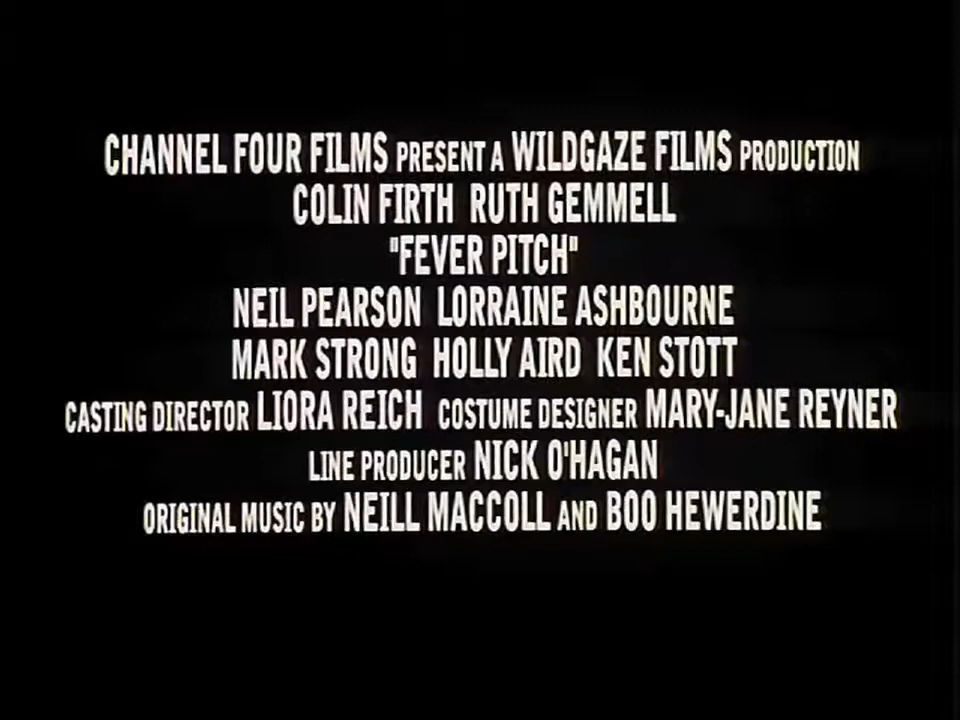 CHANNEL FOUR FILMS PRESENT A WILDGAZE FILMS PRODUCTION
COLIN FIRTH RUTH GEMMELL
"FEVER PITCH"
NEIL PEARSON LORRAINE ASHBOURNE
MARK STRONG HOLLY AIRD KEN STOTT
CASTING DIRECTOR LIORA REICH COSTUME DESIGNER MARY-JANE REYNER
LINE PRODUCER NICK O'HAGAN
ORIGINAL MUSIC BY NEILL MACCOLL AND BOO HEWERDINE